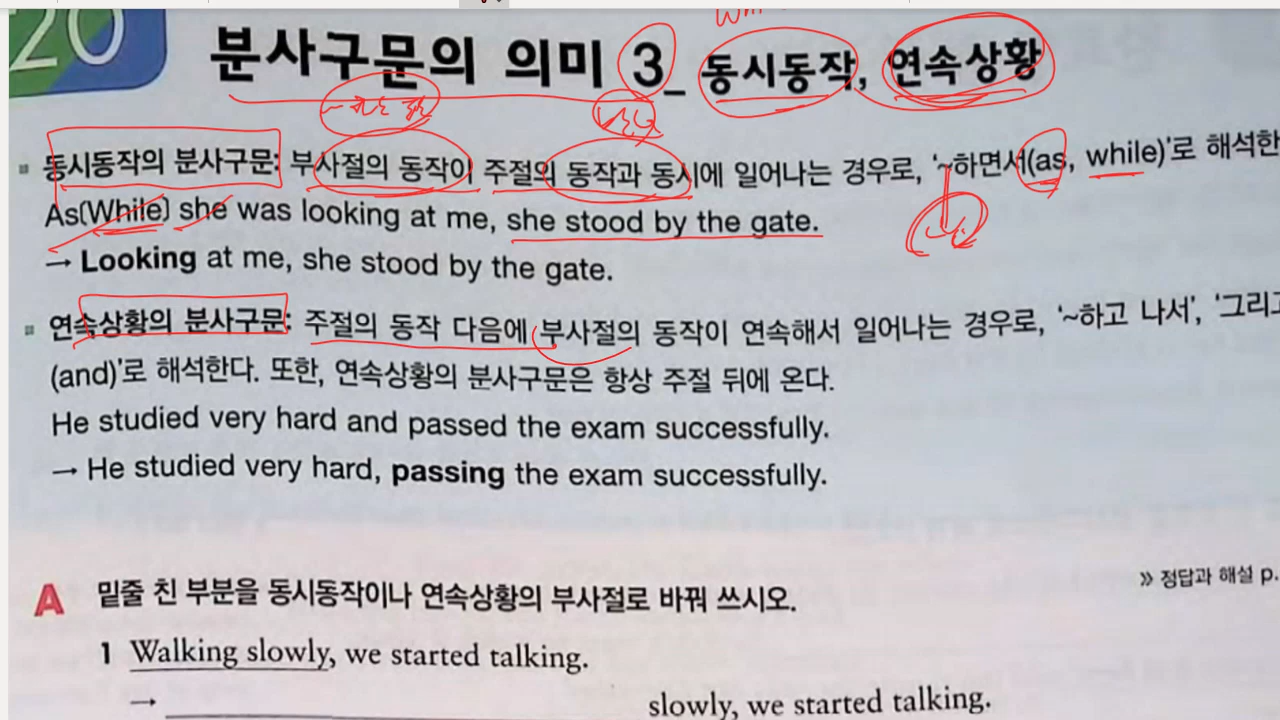 20
분사구문의 의미 3_ 동시동작, 연속상황
동시동작의 분사구문: 부사절의 동작이 주절의 동작과 동시에 일어나는 경우로, '~하면서(as, while)'로 해석한
As(While) she was looking at me, she stood by the gate.
→ Looking at me, she stood by the gate.
연속상황의 분사구문: 주절의 동작 다음에 부사절의 동작이 연속해서 일어나는 경우로, '~하고 나서', '그리고
(and)'로 해석한다. 또한, 연속상황의 분사구문은 항상 주절 뒤에 온다.
He studied very hard and passed the exam successfully.
→ He studied very hard, passing the exam successfully.
» 정답과 해설 p.
A 밑줄 친 부분을 동시동작이나 연속상황의 부사절로 바꿔 쓰시오.
1 Walking slowly, we started talking.
→ ____________ slowly, we started talking.